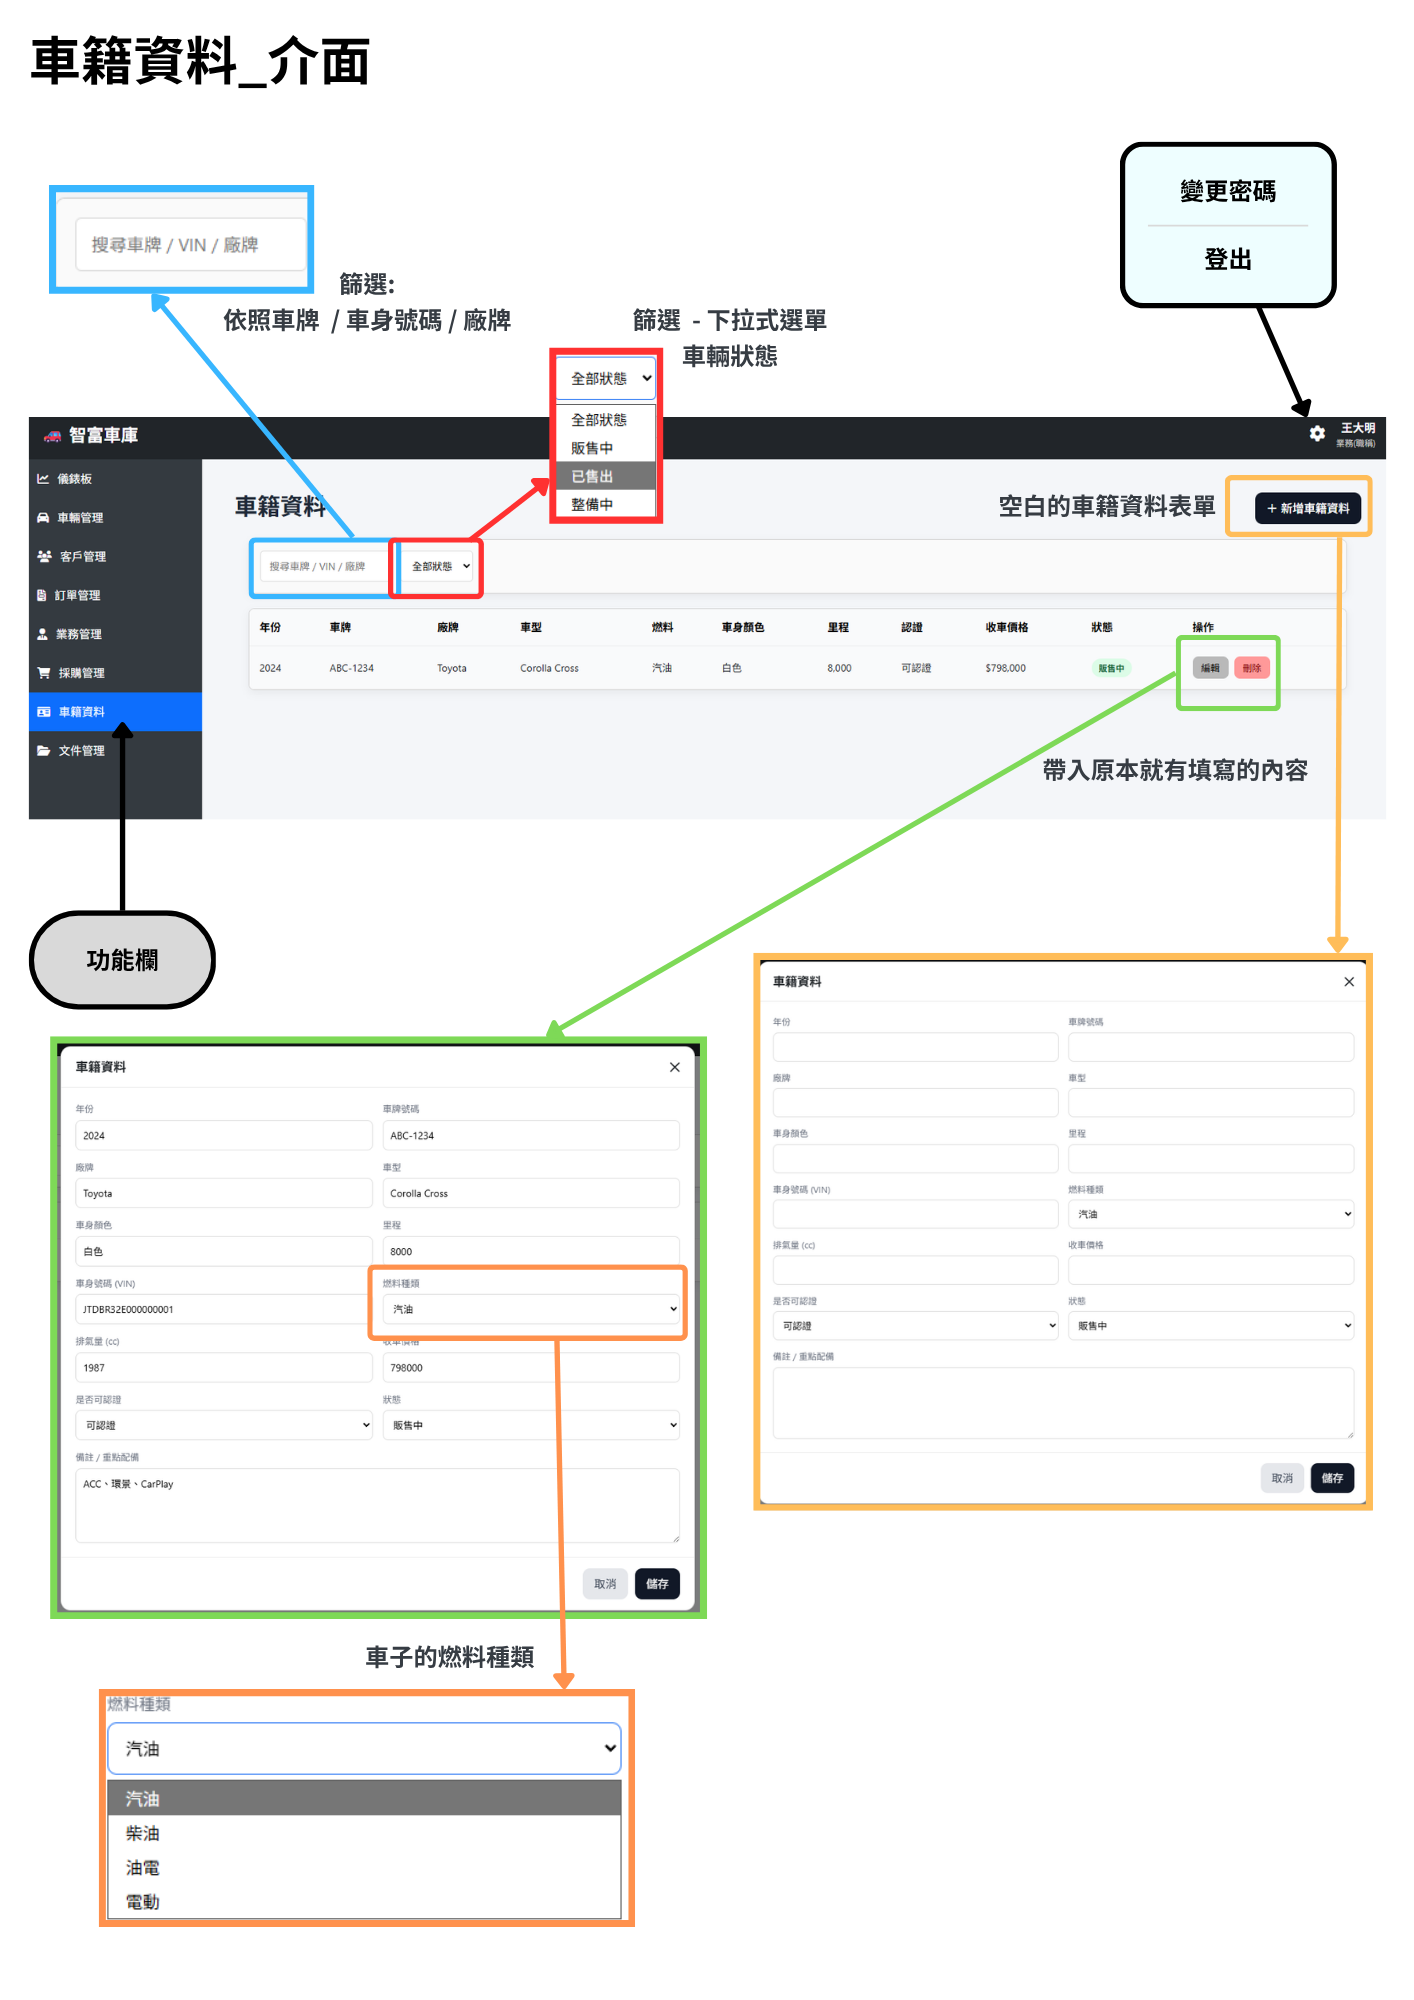 車籍資料_介面
變更密碼
登出
搜尋車牌 / VIN / 廠牌
篩選:
依照車牌 / 車身號碼 / 廠牌
篩選 - 下拉式選單
車輛狀態
全部狀態
全部狀態
販售中
已售出
整備中
智富車庫
王大明
業務(職稱)
儀錶板
車輛管理
客戶管理
訂單管理
業務管理
採購管理
車籍資料
文件管理
車籍資料
空白的車籍資料表單
+ 新增車籍資料
搜尋車牌 / VIN / 廠牌
全部狀態
年份 車牌 廠牌 車型 燃料 車身顏色 里程 認證 收車價格 狀態 操作
2024 ABC-1234 Toyota Corolla Cross 汽油 白色 8,000 可認證 $798,000 販售中 編輯 刪除
帶入原本就有填寫的內容
功能欄
車籍資料
年份 車牌號碼
2024 ABC-1234
廠牌 車型
Toyota Corolla Cross
車身顏色 里程
白色 8000
車身號碼 (VIN) 燃料種類
JTDBR32E000000001 汽油
排氣量 (cc) 收車價格
1987 798000
是否可認證 狀態
可認證 販售中
備註 / 重點配備
ACC、環景、CarPlay
取消 儲存
車籍資料
年份 車牌號碼
廠牌 車型
車身顏色 里程
車身號碼 (VIN) 燃料種類
汽油
排氣量 (cc) 收車價格
是否可認證 狀態
可認證 販售中
備註 / 重點配備
取消 儲存
車子的燃料種類
燃料種類
汽油
汽油
柴油
油電
電動